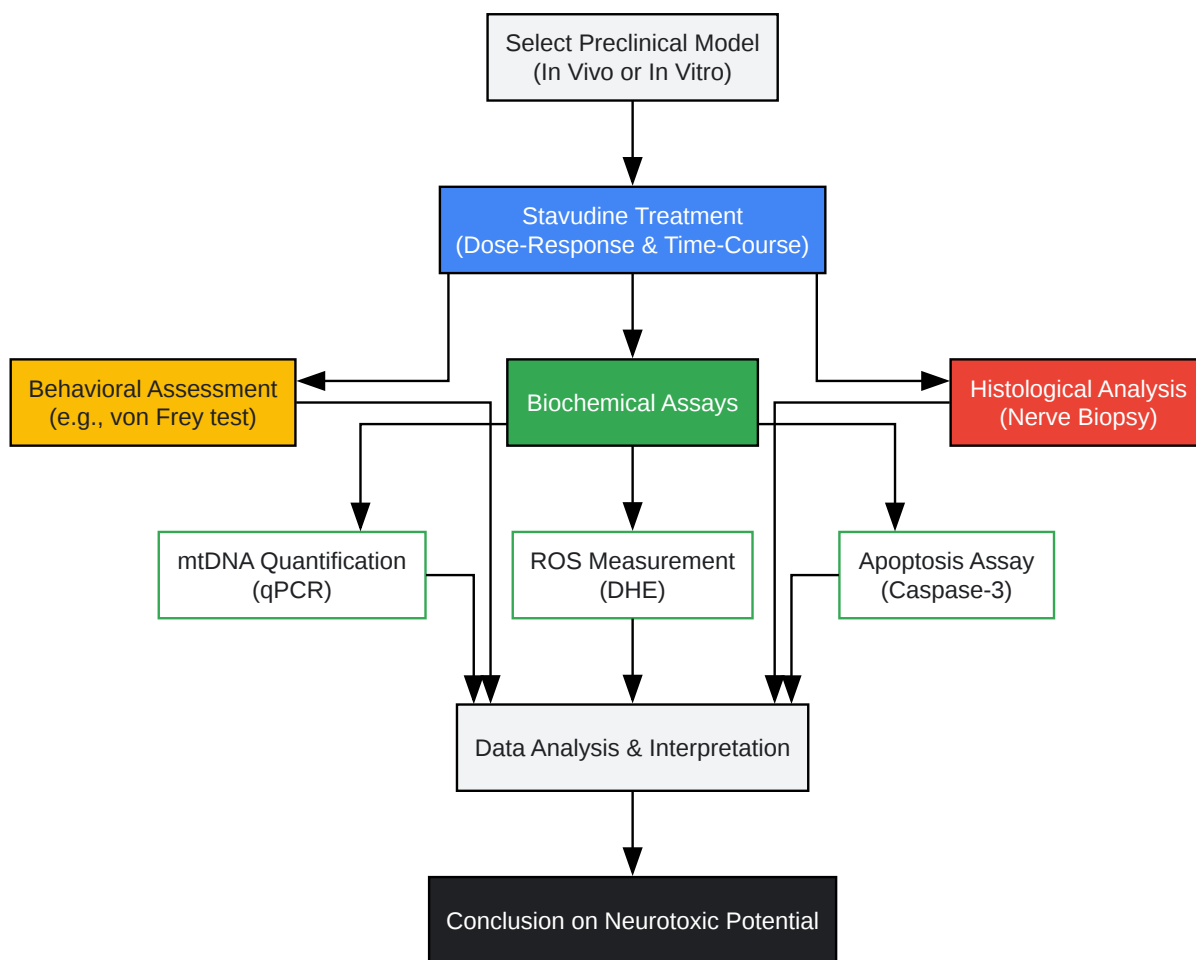 Select Preclinical Model
(In Vivo or In Vitro)
Stavudine Treatment
(Dose-Response & Time-Course)
Behavioral Assessment
(e.g., von Frey test)
Biochemical Assays
Histological Analysis
(Nerve Biopsy)
mtDNA Quantification
(qPCR)
ROS Measurement
(DHE)
Apoptosis Assay
(Caspase-3)
Data Analysis & Interpretation
Conclusion on Neurotoxic Potential